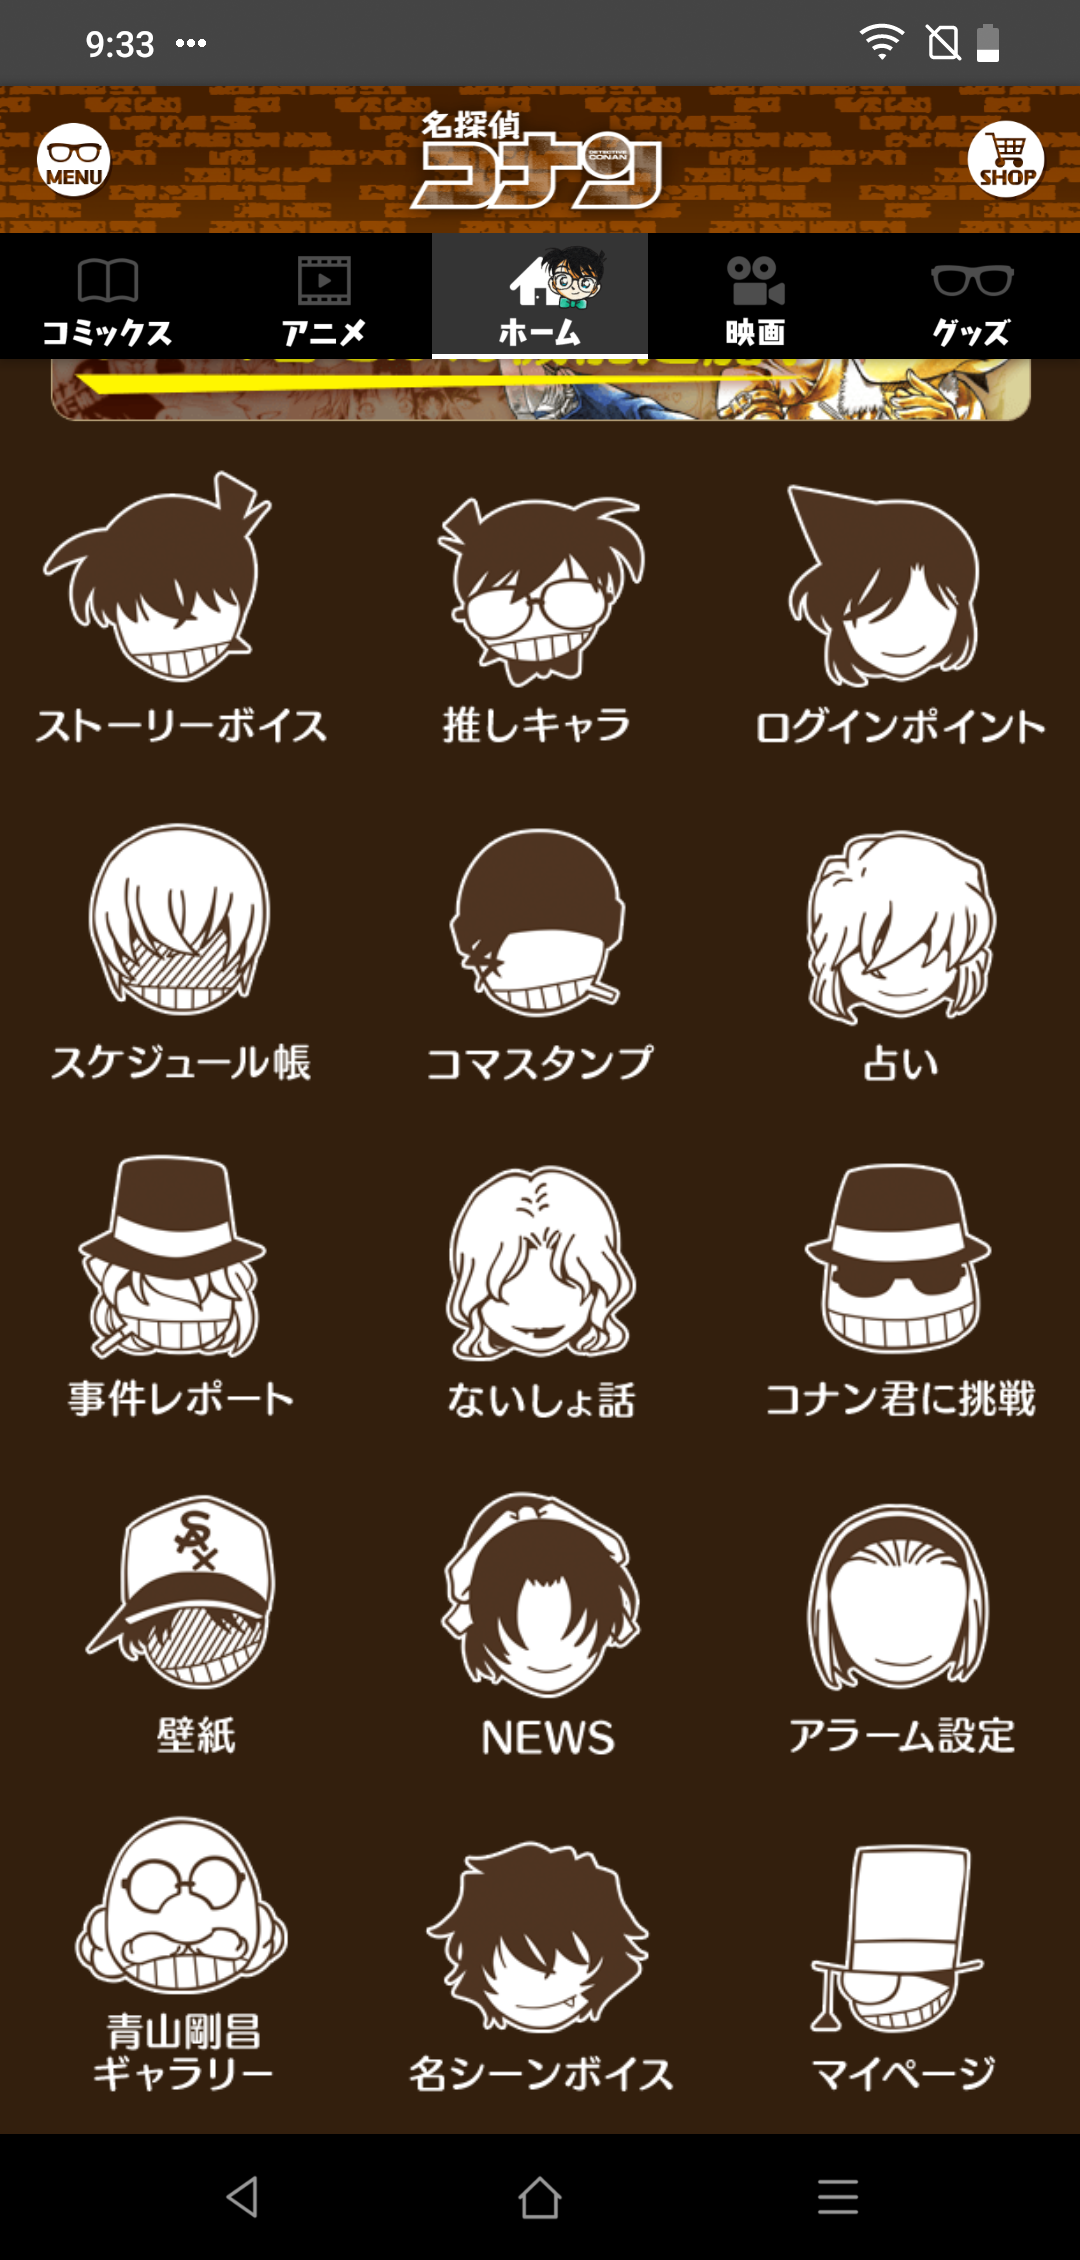 9:33
MENU
名探偵
コナン
DETECTIVE
CONAN
SHOP
コミックス
アニメ
ホーム
映画
グッズ
ストーリーボイス
推しキャラ
ログインポイント
スケジュール帳
コマスタンプ
占い
事件レポート
ないしょ話
コナン君に挑戦
壁紙
NEWS
アラーム設定
青山剛昌
ギャラリー
名シーンボイス
マイページ